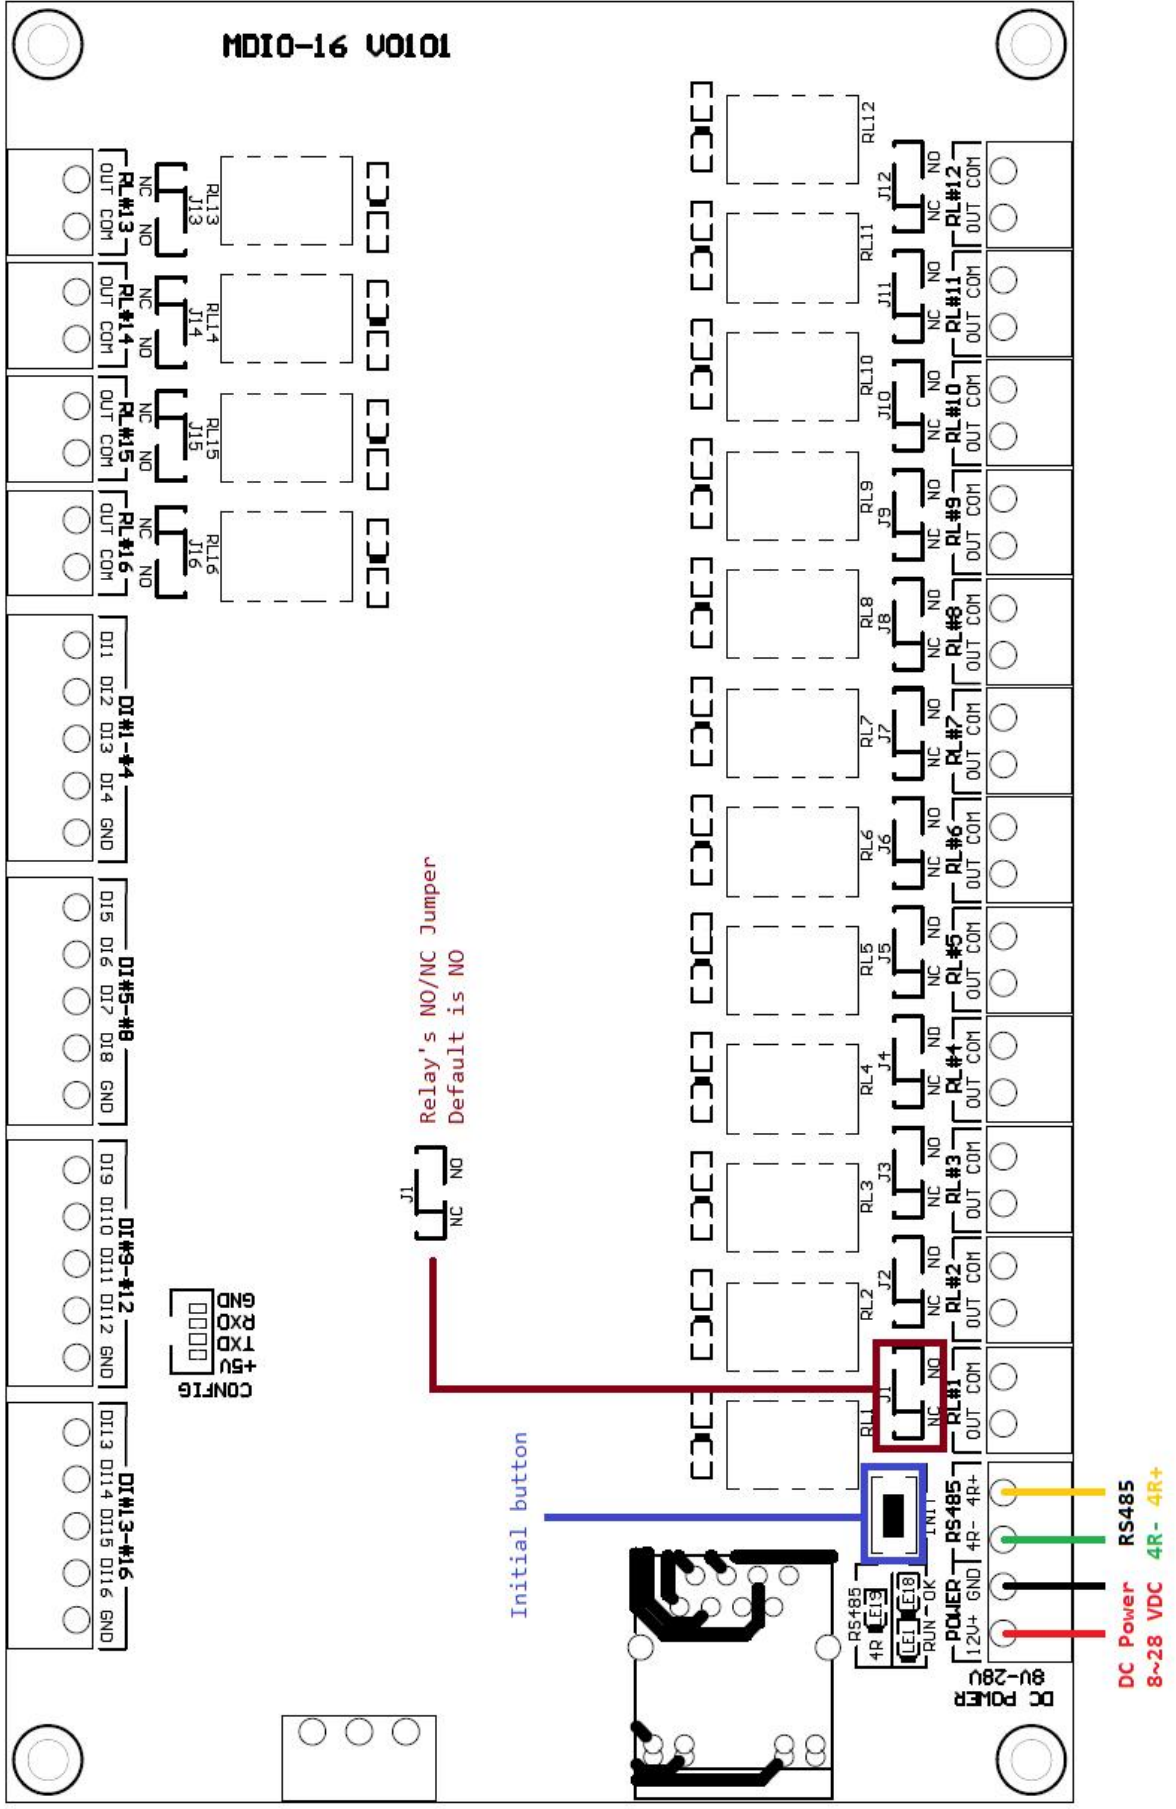 MDIO-16 V0101
RL#13
OUT COM
NC NO
J13
RL13
RL#14
OUT COM
NC NO
J14
RL14
RL#15
OUT COM
NC NO
J15
RL15
RL#16
OUT COM
NC NO
J16
RL16
DI#1-#4
DI1 DI2 DI3 DI4 GND
DI#5-#8
DI5 DI6 DI7 DI8 GND
DI#9-#12
DI9 DI10 DI11 DI12 GND
DI#13-#16
DI13 DI14 DI15 DI16 GND
GND
RXD
TXD
+5V
CONFIG
Relay's NO/NC Jumper
Default is NO
J1
NC NO
Initial button
RL12
J12
NC NO
RL#12
OUT COM
RL11
J11
NC NO
RL#11
OUT COM
RL10
J10
NC NO
RL#10
OUT COM
RL9
J9
NC NO
RL#9
OUT COM
RL8
J8
NC NO
RL#8
OUT COM
RL7
J7
NC NO
RL#7
OUT COM
RL6
J6
NC NO
RL#6
OUT COM
RL5
J5
NC NO
RL#5
OUT COM
RL4
J4
NC NO
RL#4
OUT COM
RL3
J3
NC NO
RL#3
OUT COM
RL2
J2
NC NO
RL#2
OUT COM
RL1
J1
NC NO
RL#1
OUT COM
INIT
RS485
4R
LE19
LE1 LE18
RUN OK
POWER RS485
12V+ GND 4R- 4R+
DC POWER
8V-28V
RS485
4R- 4R+
DC Power
8~28 VDC